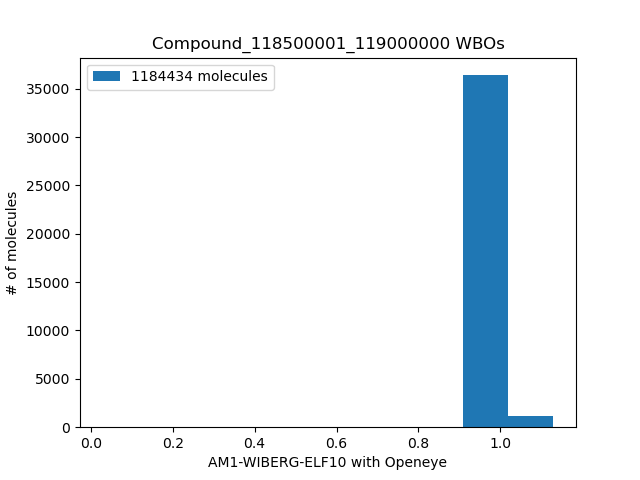 Compound_118500001_119000000 WBOs
1184434 molecules
# of molecules
35000
30000
25000
20000
15000
10000
5000
0
0.0 0.2 0.4 0.6 0.8 1.0
AM1-WIBERG-ELF10 with Openeye